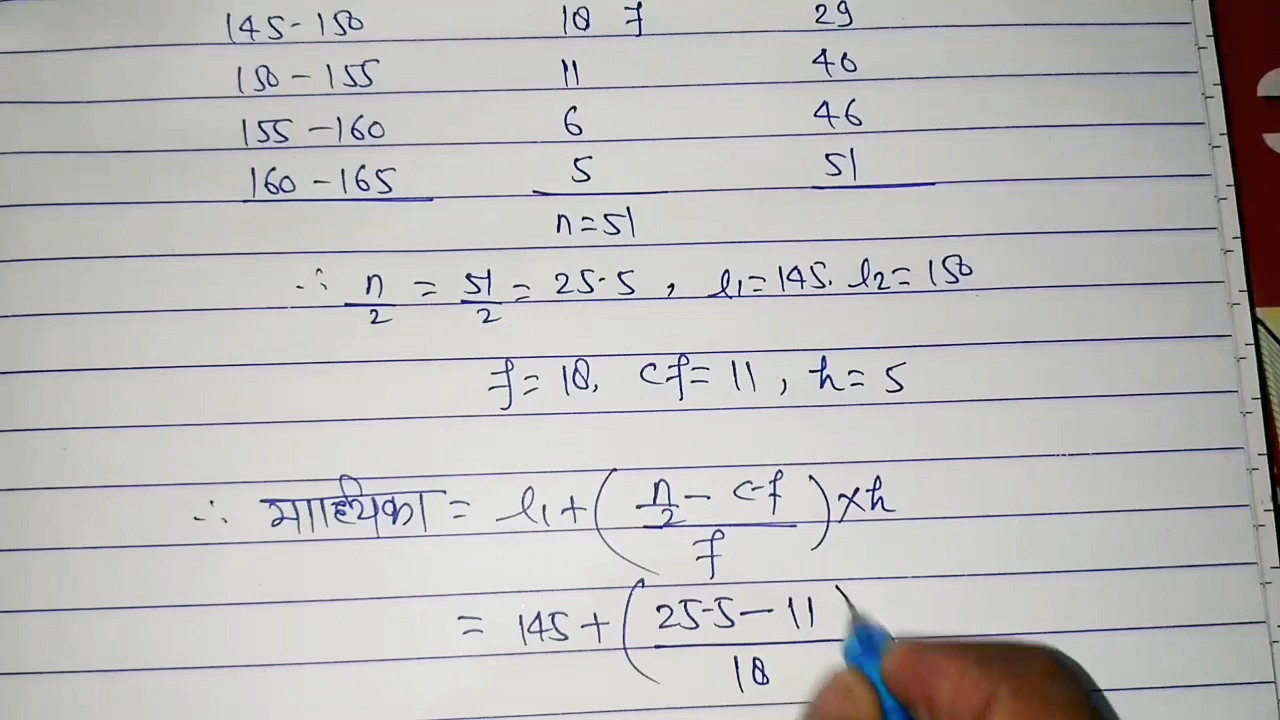 145-150 18 f 29
150-155 11 40
155-160 6 46
160-165 5 51
n=51
∴ n/2 = 51/2 = 25.5, l1=145. l2=150
f=18, cf=11, h=5
∴ माध्यिका = l1+(n/2 - cf / f)×h
= 145+(25.5-11 / 18)